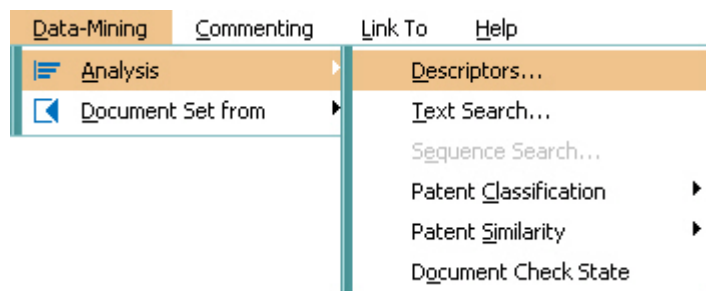 Data-Mining Commenting Link To Help
Analysis Descriptors...
Document Set from Text Search...
Sequence Search...
Patent Classification
Patent Similarity
Document Check State